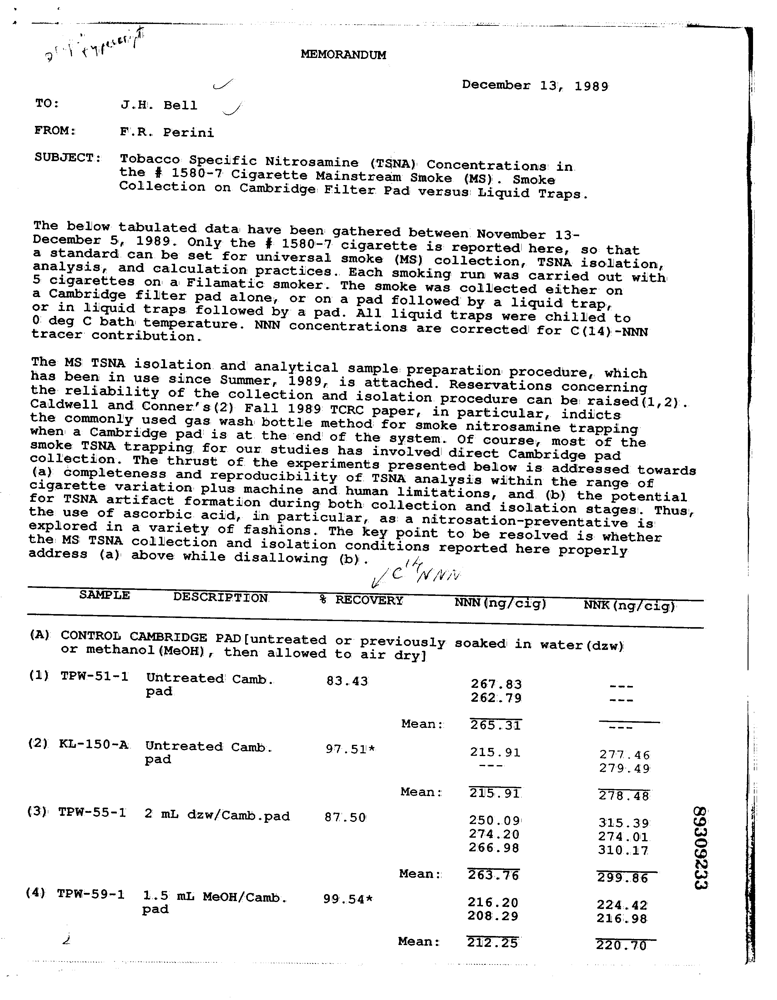 MEMORANDUM
December 13, 1989
TO: J.H. Bell
FROM: F.R. Perini
SUBJECT: Tobacco Specific Nitrosamine (TSNA) Concentrations in
the # 1580-7 Cigarette Mainstream Smoke (MS). Smoke
Collection on Cambridge Filter Pad versus Liquid Traps.
The below tabulated data have been gathered between November 13-
December 5, 1989. Only the # 1580-7 cigarette is reported here, so that
a standard can be set for universal smoke (MS) collection, TSNA isolation,
analysis, and calculation practices. Each smoking run was carried out with
5 cigarettes on a Filamatic smoker. The smoke was collected either on
a Cambridge filter pad alone, or on a pad followed by a liquid trap,
or in liquid traps followed by a pad. All liquid traps were chilled to
0 deg C bath temperature. NNN concentrations are corrected for C(14)-NNN
tracer contribution.
The MS TSNA isolation and analytical sample preparation procedure, which
has been in use since Summer, 1989, is attached. Reservations concerning
the reliability of the collection and isolation procedure can be raised(1,2).
Caldwell and Conner's(2) Fall 1989 TCRC paper, in particular, indicts
the commonly used gas wash bottle method for smoke nitrosamine trapping
when a Cambridge pad is at the end of the system. Of course, most of the
smoke TSNA trapping for our studies has involved direct Cambridge pad
collection. The thrust of the experiments presented below is addressed towards
(a) completeness and reproducibility of TSNA analysis within the range of
cigarette variation plus machine and human limitations, and (b) the potential
for TSNA artifact formation during both collection and isolation stages. Thus,
the use of ascorbic acid, in particular, as a nitrosation-preventative is
explored in a variety of fashions. The key point to be resolved is whether
the MS TSNA collection and isolation conditions reported here properly
address (a) above while disallowing (b).
C14 NNN
SAMPLE DESCRIPTION % RECOVERY NNN(ng/cig) NNK(ng/cig)
(A) CONTROL CAMBRIDGE PAD[untreated or previously soaked in water(dzw)
or methanol(MeOH), then allowed to air dry]
(1) TPW-51-1 Untreated Camb. 83.43 267.83 ---
pad 262.79 ---
Mean: 265.31 ---
(2) KL-150-A Untreated Camb. 97.51* 215.91 277.46
pad --- 279.49
Mean: 215.91 278.48
(3) TPW-55-1 2 mL dzw/Camb.pad 87.50 250.09 315.39
274.20 274.01
266.98 310.17
Mean: 263.76 299.86
(4) TPW-59-1 1.5 mL MeOH/Camb. 99.54* 216.20 224.42
pad 208.29 216.98
Mean: 212.25 220.70
89309233